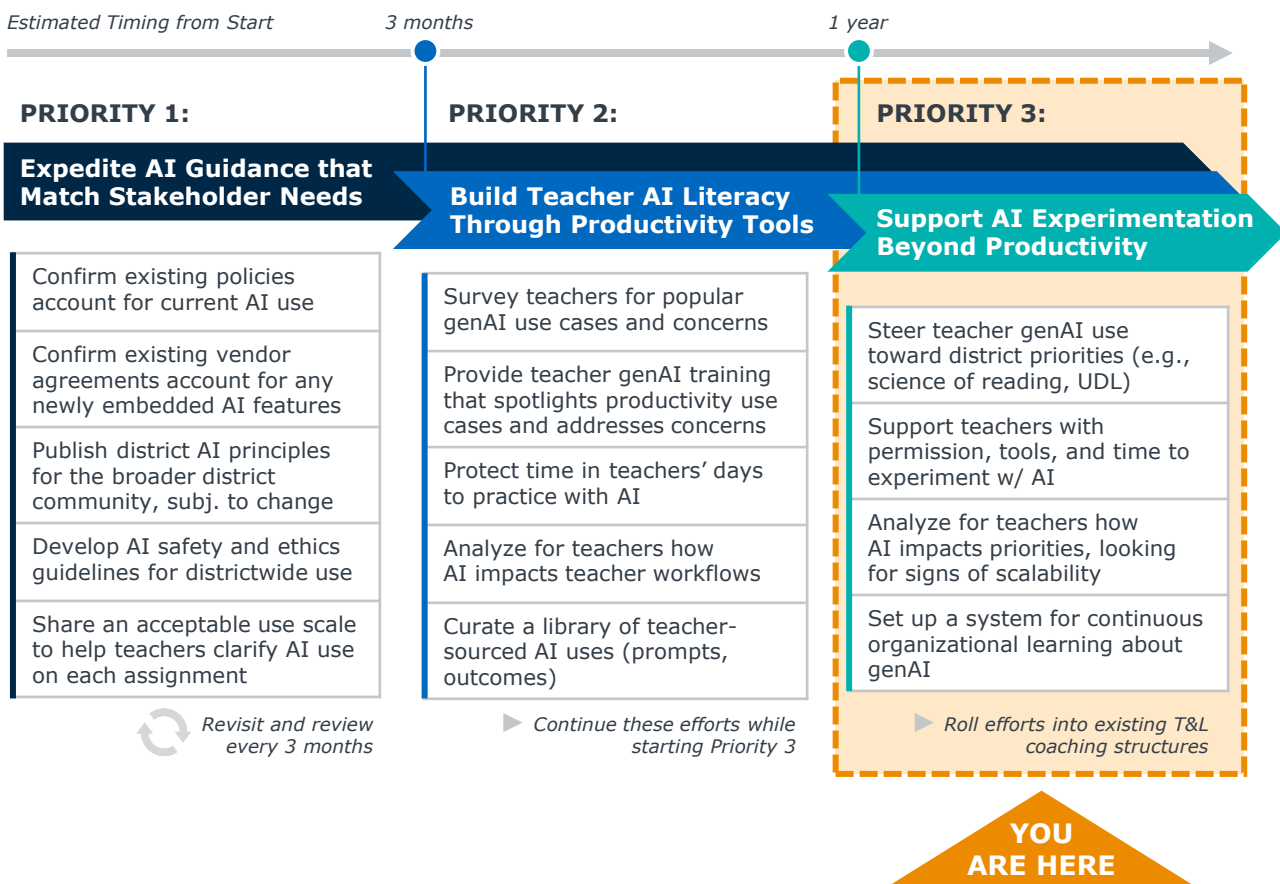 Estimated Timing from Start
3 months
1 year
PRIORITY 1:
Expedite AI Guidance that
Match Stakeholder Needs
Confirm existing policies
account for current AI use
Confirm existing vendor
agreements account for any
newly embedded AI features
Publish district AI principles
for the broader district
community, subj. to change
Develop AI safety and ethics
guidelines for districtwide use
Share an acceptable use scale
to help teachers clarify AI use
on each assignment
Revisit and review
every 3 months
PRIORITY 2:
Build Teacher AI Literacy
Through Productivity Tools
Survey teachers for popular
genAI use cases and concerns
Provide teacher genAI training
that spotlights productivity use
cases and addresses concerns
Protect time in teachers’ days
to practice with AI
Analyze for teachers how
AI impacts teacher workflows
Curate a library of teacher-
sourced AI uses (prompts,
outcomes)
Continue these efforts while
starting Priority 3
PRIORITY 3:
Support AI Experimentation
Beyond Productivity
Steer teacher genAI use
toward district priorities (e.g.,
science of reading, UDL)
Support teachers with
permission, tools, and time to
experiment w/ AI
Analyze for teachers how
AI impacts priorities, looking
for signs of scalability
Set up a system for continuous
organizational learning about
genAI
Roll efforts into existing T&L
coaching structures
YOU
ARE HERE